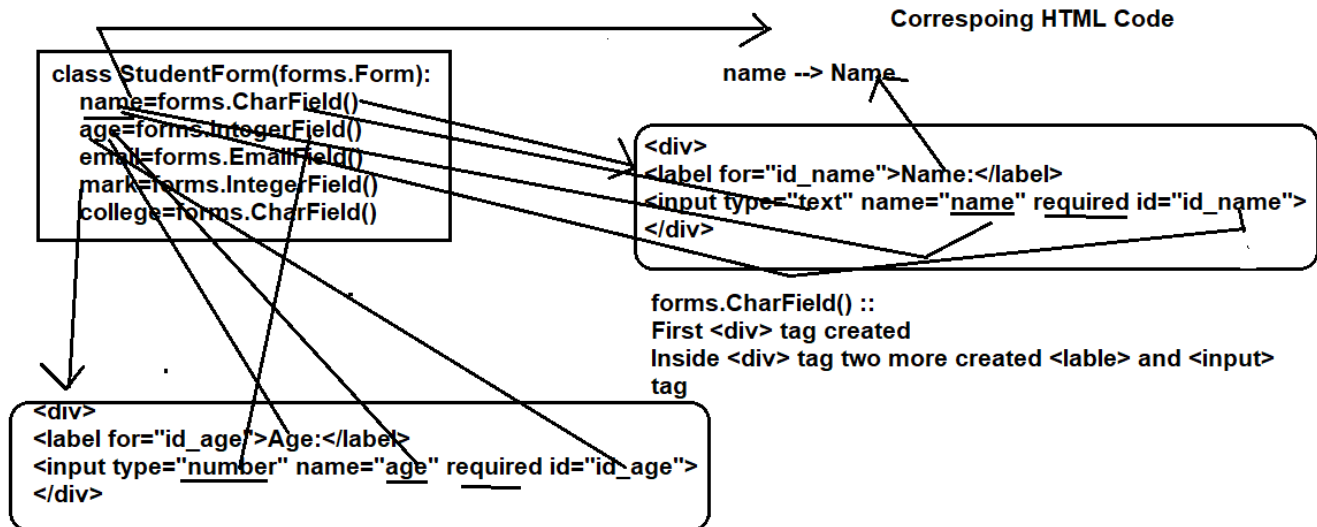 Correspoing HTML Code
class StudentForm(forms.Form):
name=forms.CharField()
age=forms.IntegerField()
email=forms.EmailField()
mark=forms.IntegerField()
college=forms.CharField()
name --> Name
<div>
<label for="id_name">Name:</label>
<input type="text" name="name" required id="id_name">
</div>
forms.CharField() ::
First <div> tag created
Inside <div> tag two more created <lable> and <input>
tag
<div>
<label for="id_age">Age:</label>
<input type="number" name="age" required id="id_age">
</div>